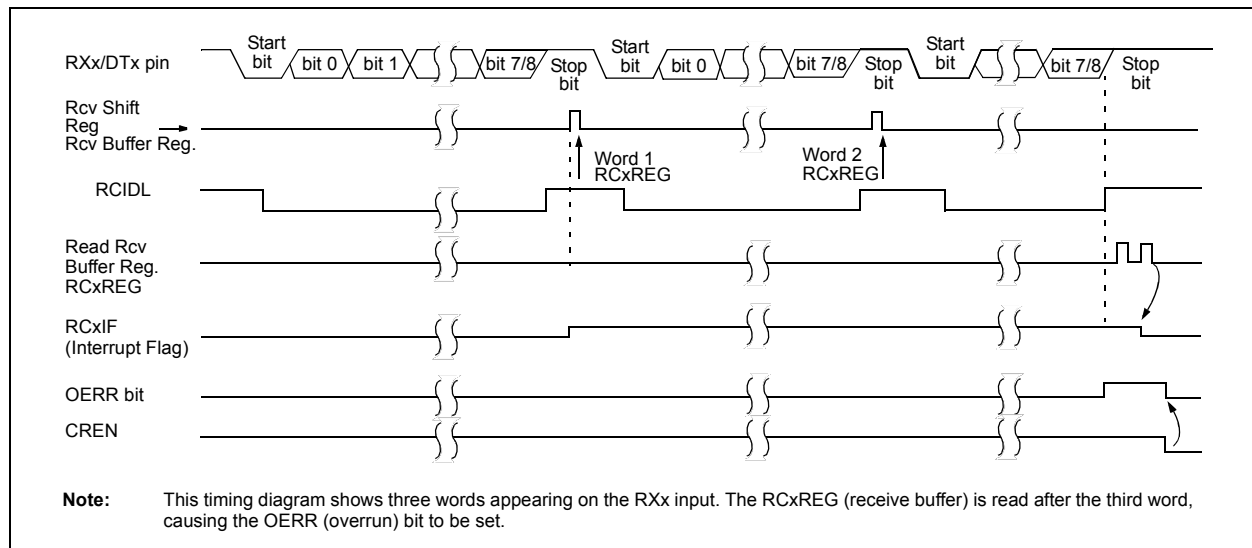 Start bit
Start bit
Start bit
RXx/DTx pin
bit 0
bit 1
bit 7/8
Stop bit
bit 0
bit 7/8
Stop bit
bit 7/8
Stop bit
Rcv Shift
Reg
Rcv Buffer Reg.
Word 1
RCxREG
Word 2
RCxREG
RCIDL
Read Rcv
Buffer Reg.
RCxREG
RCxIF
(Interrupt Flag)
OERR bit
CREN
Note: This timing diagram shows three words appearing on the RXx input. The RCxREG (receive buffer) is read after the third word,
causing the OERR (overrun) bit to be set.